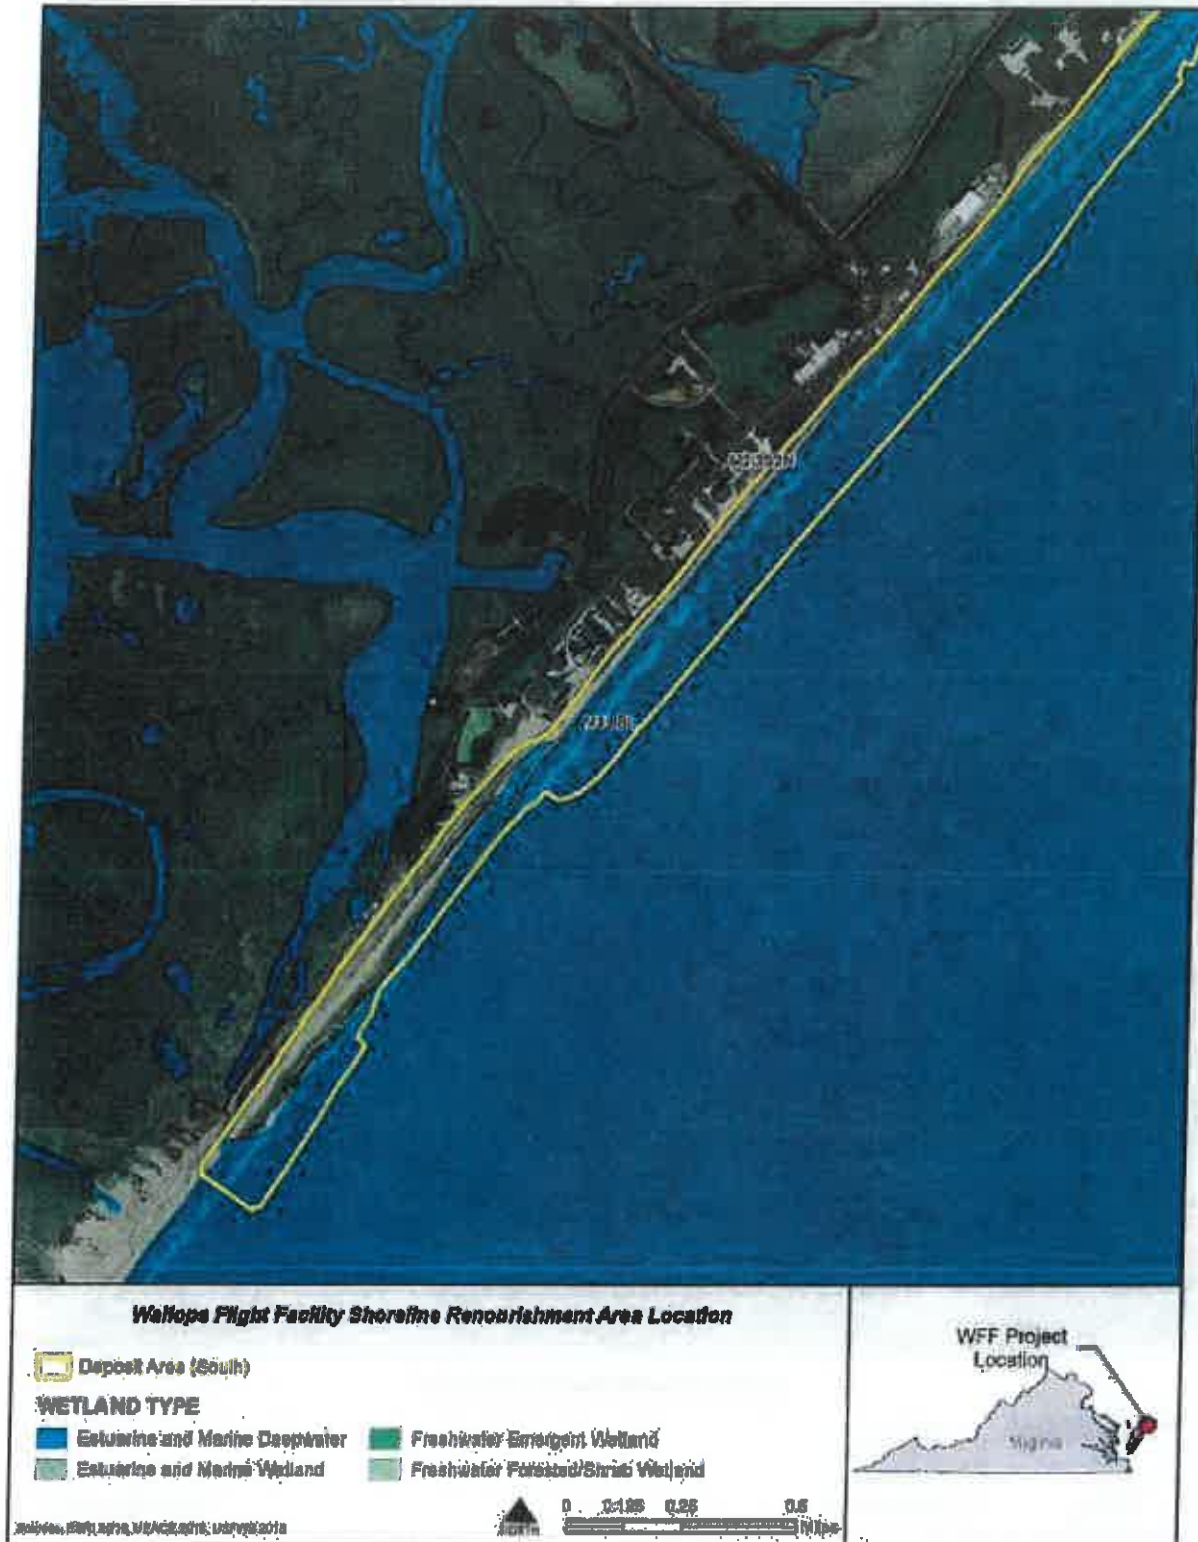 Wallops Flight Facility Shoreline Renourishment Area Location
Deposit Area (South)
WETLAND TYPE
Estuarine and Marine Deepwater
Estuarine and Marine Wetland
Freshwater Emergent Wetland
Freshwater Forested/Shrub Wetland
0 0.125 0.25 0.5
Miles
NORTH
WFF Project
Location
Virginia